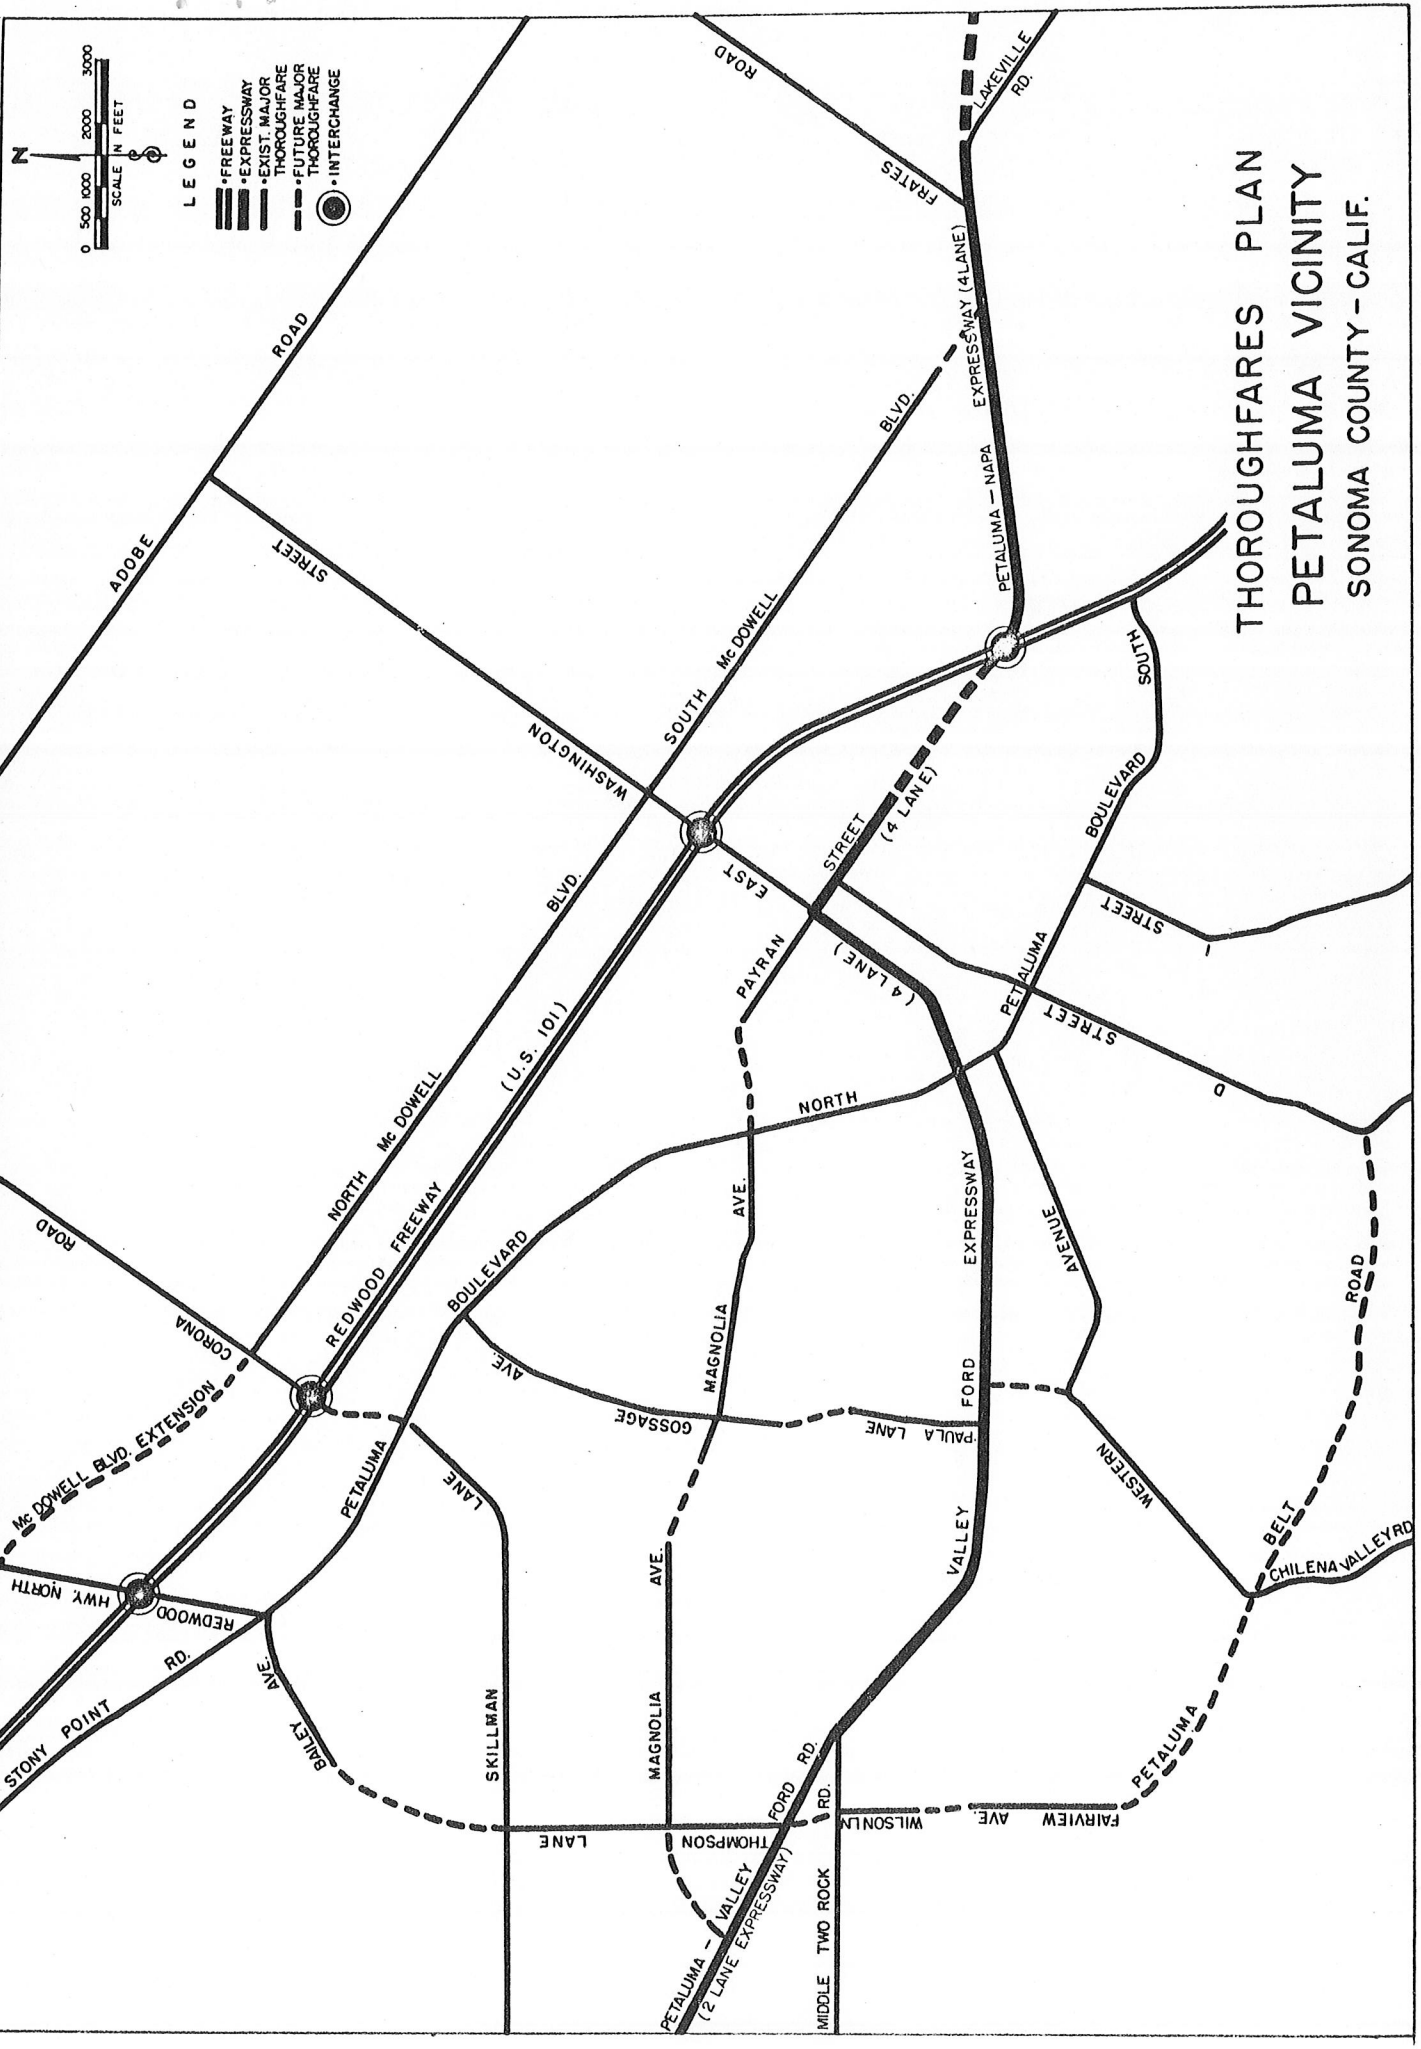 N
0 500 1000 2000 3000
SCALE IN FEET
S
LEGEND
• FREEWAY
• EXPRESSWAY
• EXIST. MAJOR
THOROUGHFARE
• FUTURE MAJOR
THOROUGHFARE
• INTERCHANGE
McDOWELL BLVD. EXTENSION
CORONA
ROAD
ADOBE
ROAD
STREET
WASHINGTON
EAST
NORTH McDOWELL
BLVD.
SOUTH McDOWELL
BLVD.
ROAD
FRATES
LAKEVILLE
RD.
HWY. NORTH
REDWOOD
STONY POINT
RD.
REDWOOD FREEWAY
(U.S. 101)
PETALUMA
BOULEVARD
NORTH
BAILEY
AVE.
SKILLMAN
LANE
GOSSAGE
AVE.
MAGNOLIA
AVE.
MAGNOLIA
AVE.
PAYRAN
STREET
(4 LANE)
(4 LANE)
PETALUMA — NAPA
EXPRESSWAY (4 LANE)
THOMPSON
LANE
PETALUMA — VALLEY
FORD
RD.
(2 LANE EXPRESSWAY)
VALLEY
FORD
EXPRESSWAY
PAULA LANE
MIDDLE TWO ROCK
RD.
WILSON LN
FAIRVIEW
AVE.
WESTERN
AVENUE
PETALUMA
BOULEVARD
SOUTH
D
STREET
I
STREET
PETALUMA
BELT
ROAD
CHILENA VALLEY RD
THOROUGHFARES PLAN
PETALUMA VICINITY
SONOMA COUNTY — CALIF.